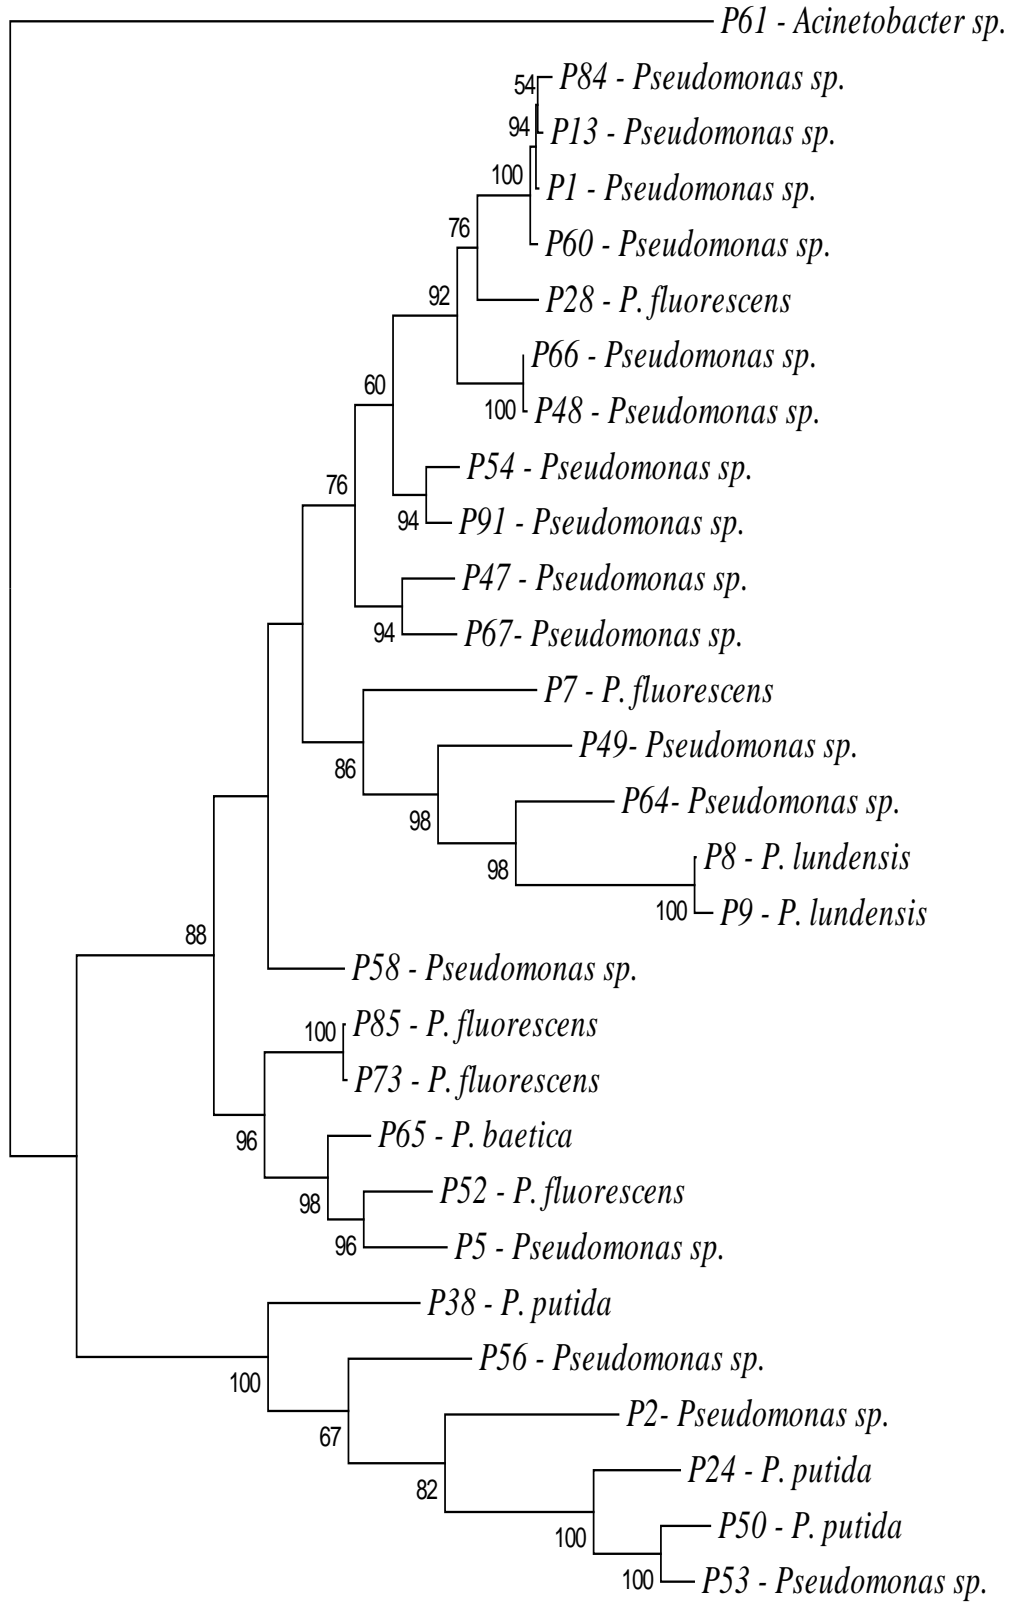 P61 - Acinetobacter sp.
P84 - Pseudomonas sp.
54
P13 - Pseudomonas sp.
94
P1 - Pseudomonas sp.
100
P60 - Pseudomonas sp.
76
P28 - P. fluorescens
92
P66 - Pseudomonas sp.
60
100
P48 - Pseudomonas sp.
P54 - Pseudomonas sp.
76
94
P91 - Pseudomonas sp.
P47 - Pseudomonas sp.
94
P67- Pseudomonas sp.
P7 - P. fluorescens
P49- Pseudomonas sp.
86
P64- Pseudomonas sp.
98
P8 - P. lundensis
98
100
P9 - P. lundensis
88
P58 - Pseudomonas sp.
100
P85 - P. fluorescens
P73 - P. fluorescens
P65 - P. baetica
96
P52 - P. fluorescens
98
P5 - Pseudomonas sp.
96
P38 - P. putida
P56 - Pseudomonas sp.
100
P2- Pseudomonas sp.
67
P24 - P. putida
82
P50 - P. putida
100
P53 - Pseudomonas sp.
100